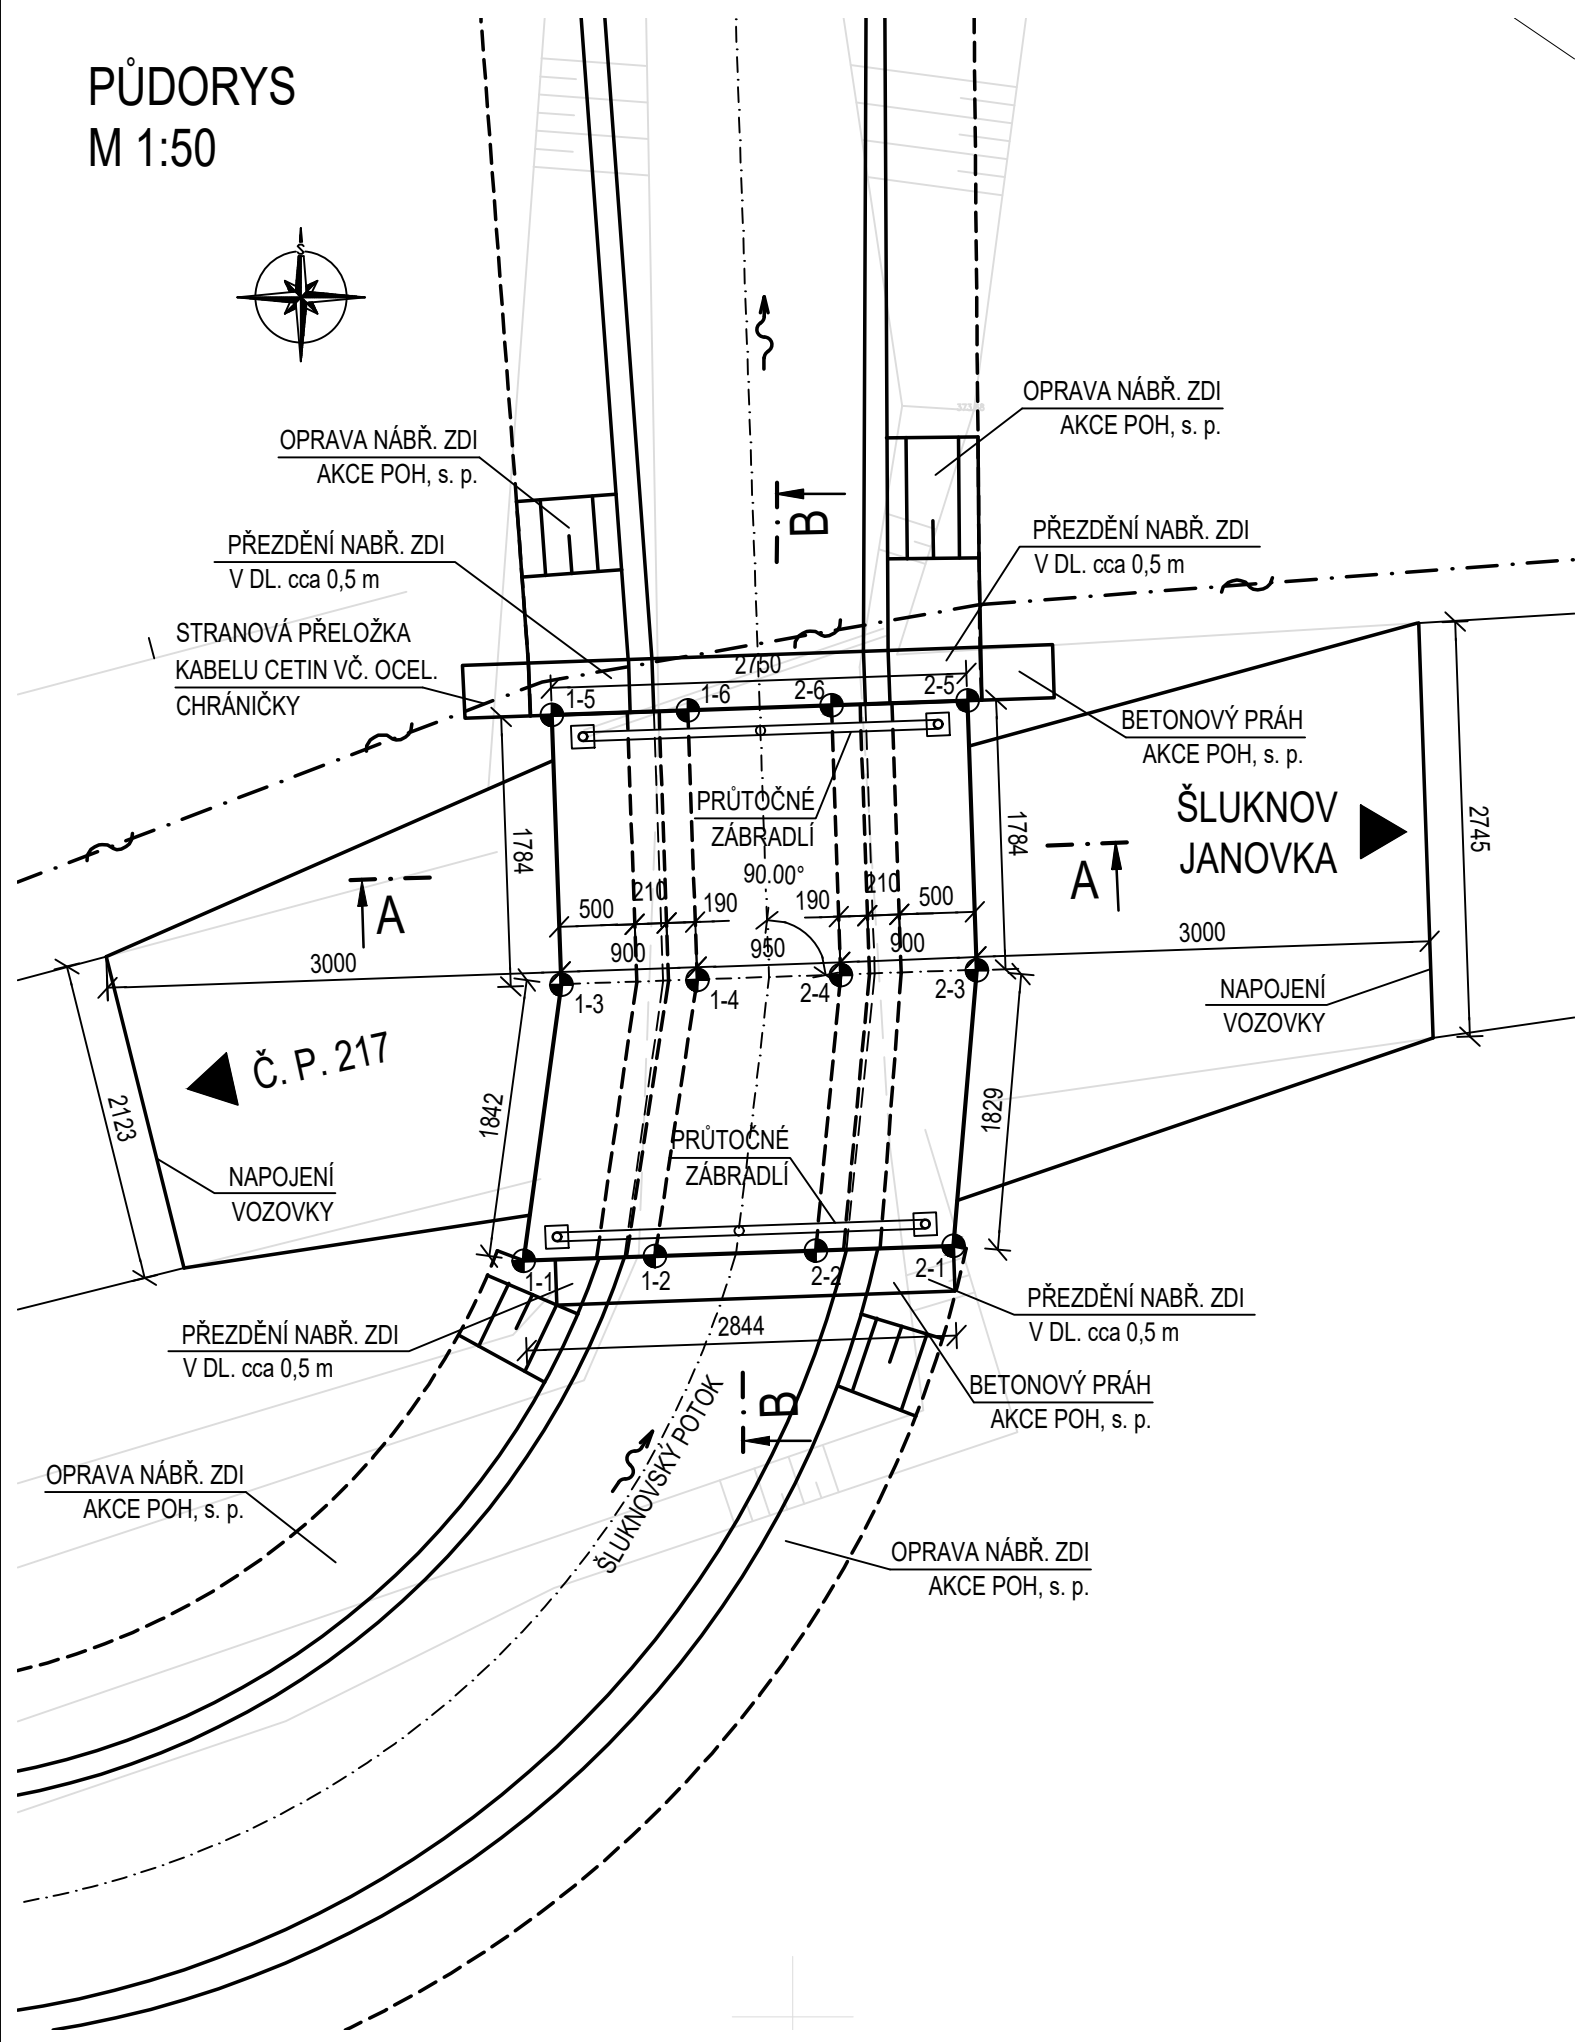 PŮDORYS
M 1:50
S
OPRAVA NÁBŘ. ZDI
AKCE POH, s. p.
OPRAVA NÁBŘ. ZDI
AKCE POH, s. p.
B
PŘEZDĚNÍ NABŘ. ZDI
V DL. cca 0,5 m
PŘEZDĚNÍ NABŘ. ZDI
V DL. cca 0,5 m
STRANOVÁ PŘELOŽKA
KABELU CETIN VČ. OCEL.
CHRÁNIČKY
2750
1-5
1-6
2-6
2-5
BETONOVÝ PRÁH
AKCE POH, s. p.
PRŮTOČNÉ
ZÁBRADLÍ
ŠLUKNOV
JANOVKA
1784
1784
2745
A
A
90.00°
500
210
190
190
210
500
3000
900
950
900
3000
1-3
1-4
2-4
2-3
NAPOJENÍ
VOZOVKY
Č. P. 217
2123
1842
1829
PRŮTOČNÉ
ZÁBRADLÍ
NAPOJENÍ
VOZOVKY
1-1
1-2
2-2
2-1
PŘEZDĚNÍ NABŘ. ZDI
V DL. cca 0,5 m
PŘEZDĚNÍ NABŘ. ZDI
V DL. cca 0,5 m
2844
BETONOVÝ PRÁH
AKCE POH, s. p.
B
ŠLUKNOVSKÝ POTOK
OPRAVA NÁBŘ. ZDI
AKCE POH, s. p.
OPRAVA NÁBŘ. ZDI
AKCE POH, s. p.